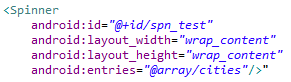 <Spinner
android:id="@+id/spn_test"
android:layout_width="wrap_content"
android:layout_height="wrap_content"
android:entries="@array/cities"/>"